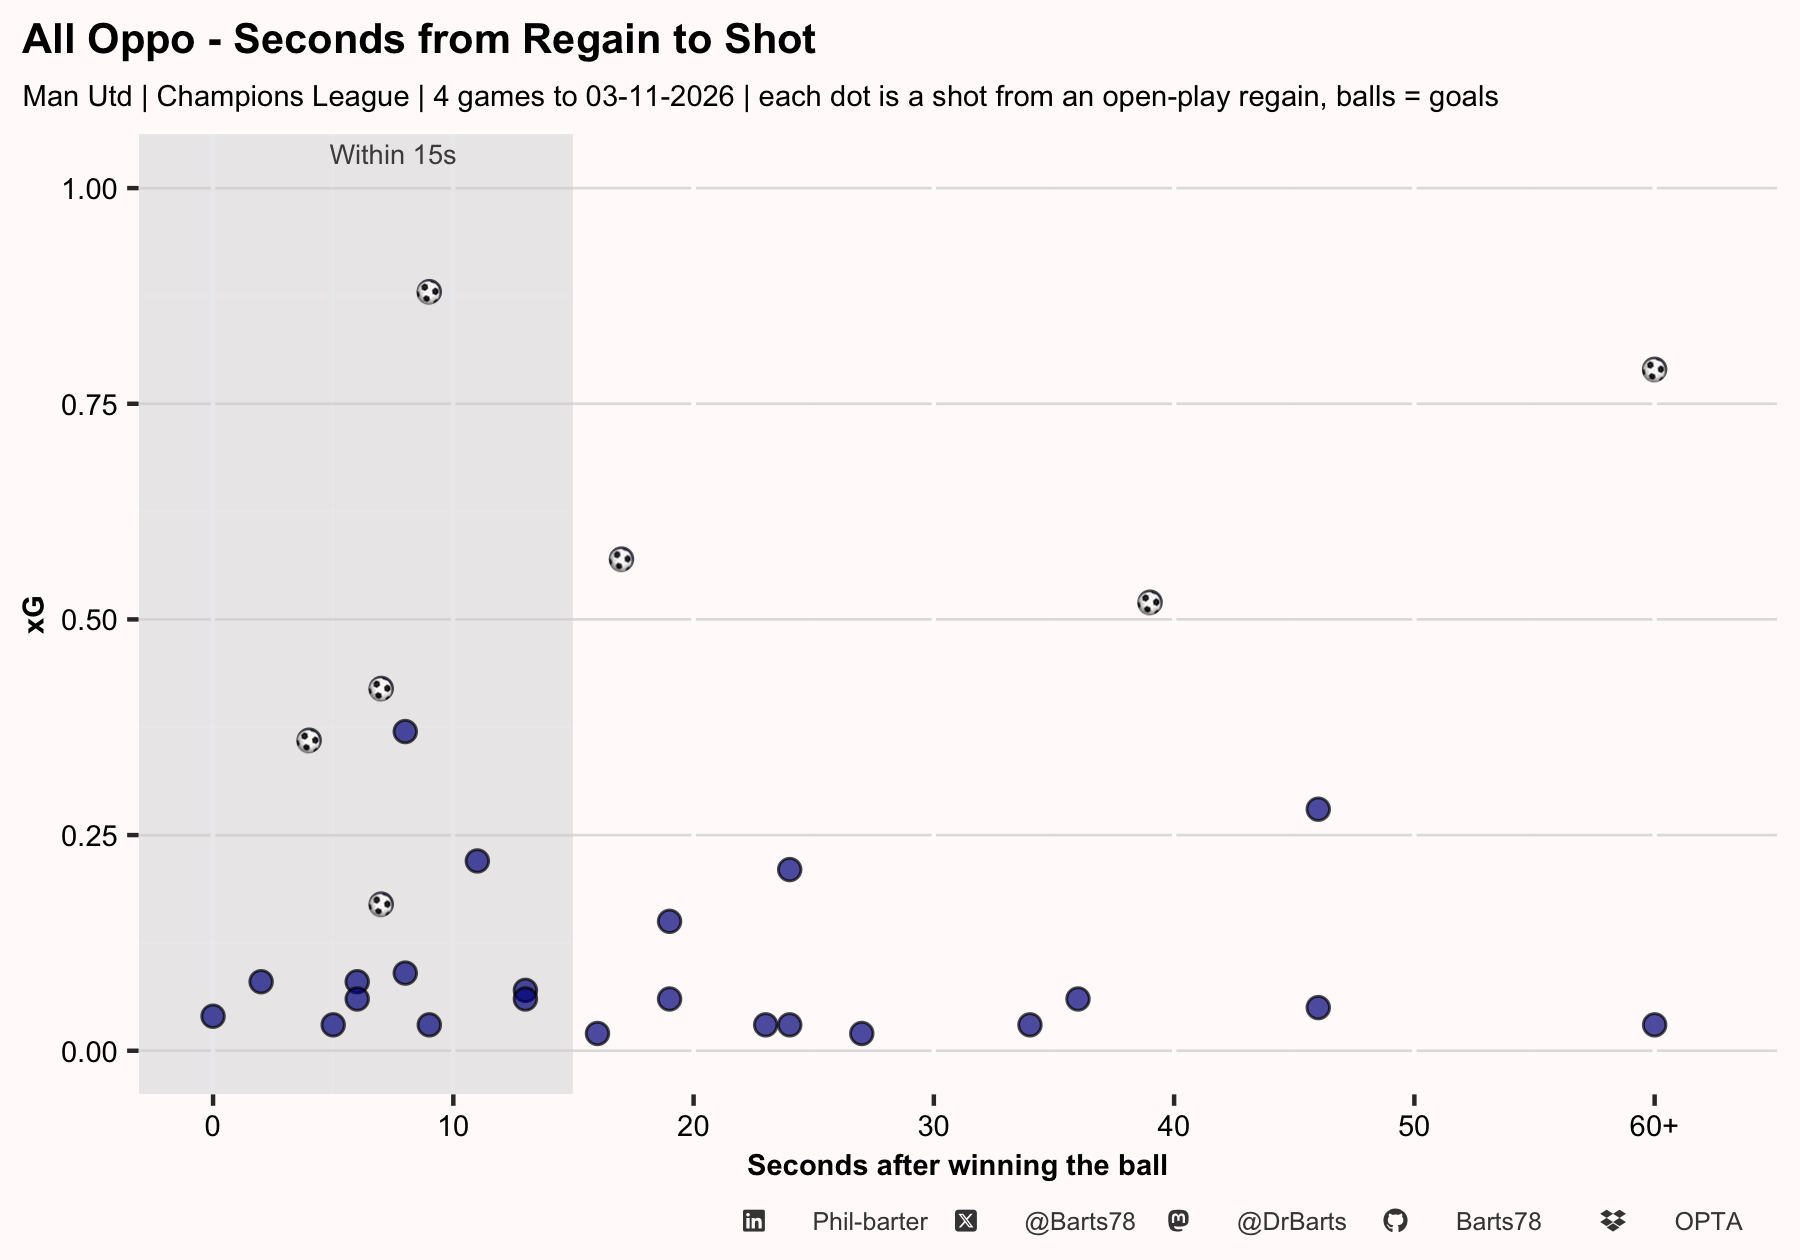 All Oppo - Seconds from Regain to Shot
Man Utd | Champions League | 4 games to 03-11-2026 | each dot is a shot from an open-play regain, balls = goals
Within 15s
1.00
0.75
0.50
0.25
0.00
xG
0 10 20 30 40 50 60+
Seconds after winning the ball
Phil-barter @Barts78 @DrBarts Barts78 OPTA